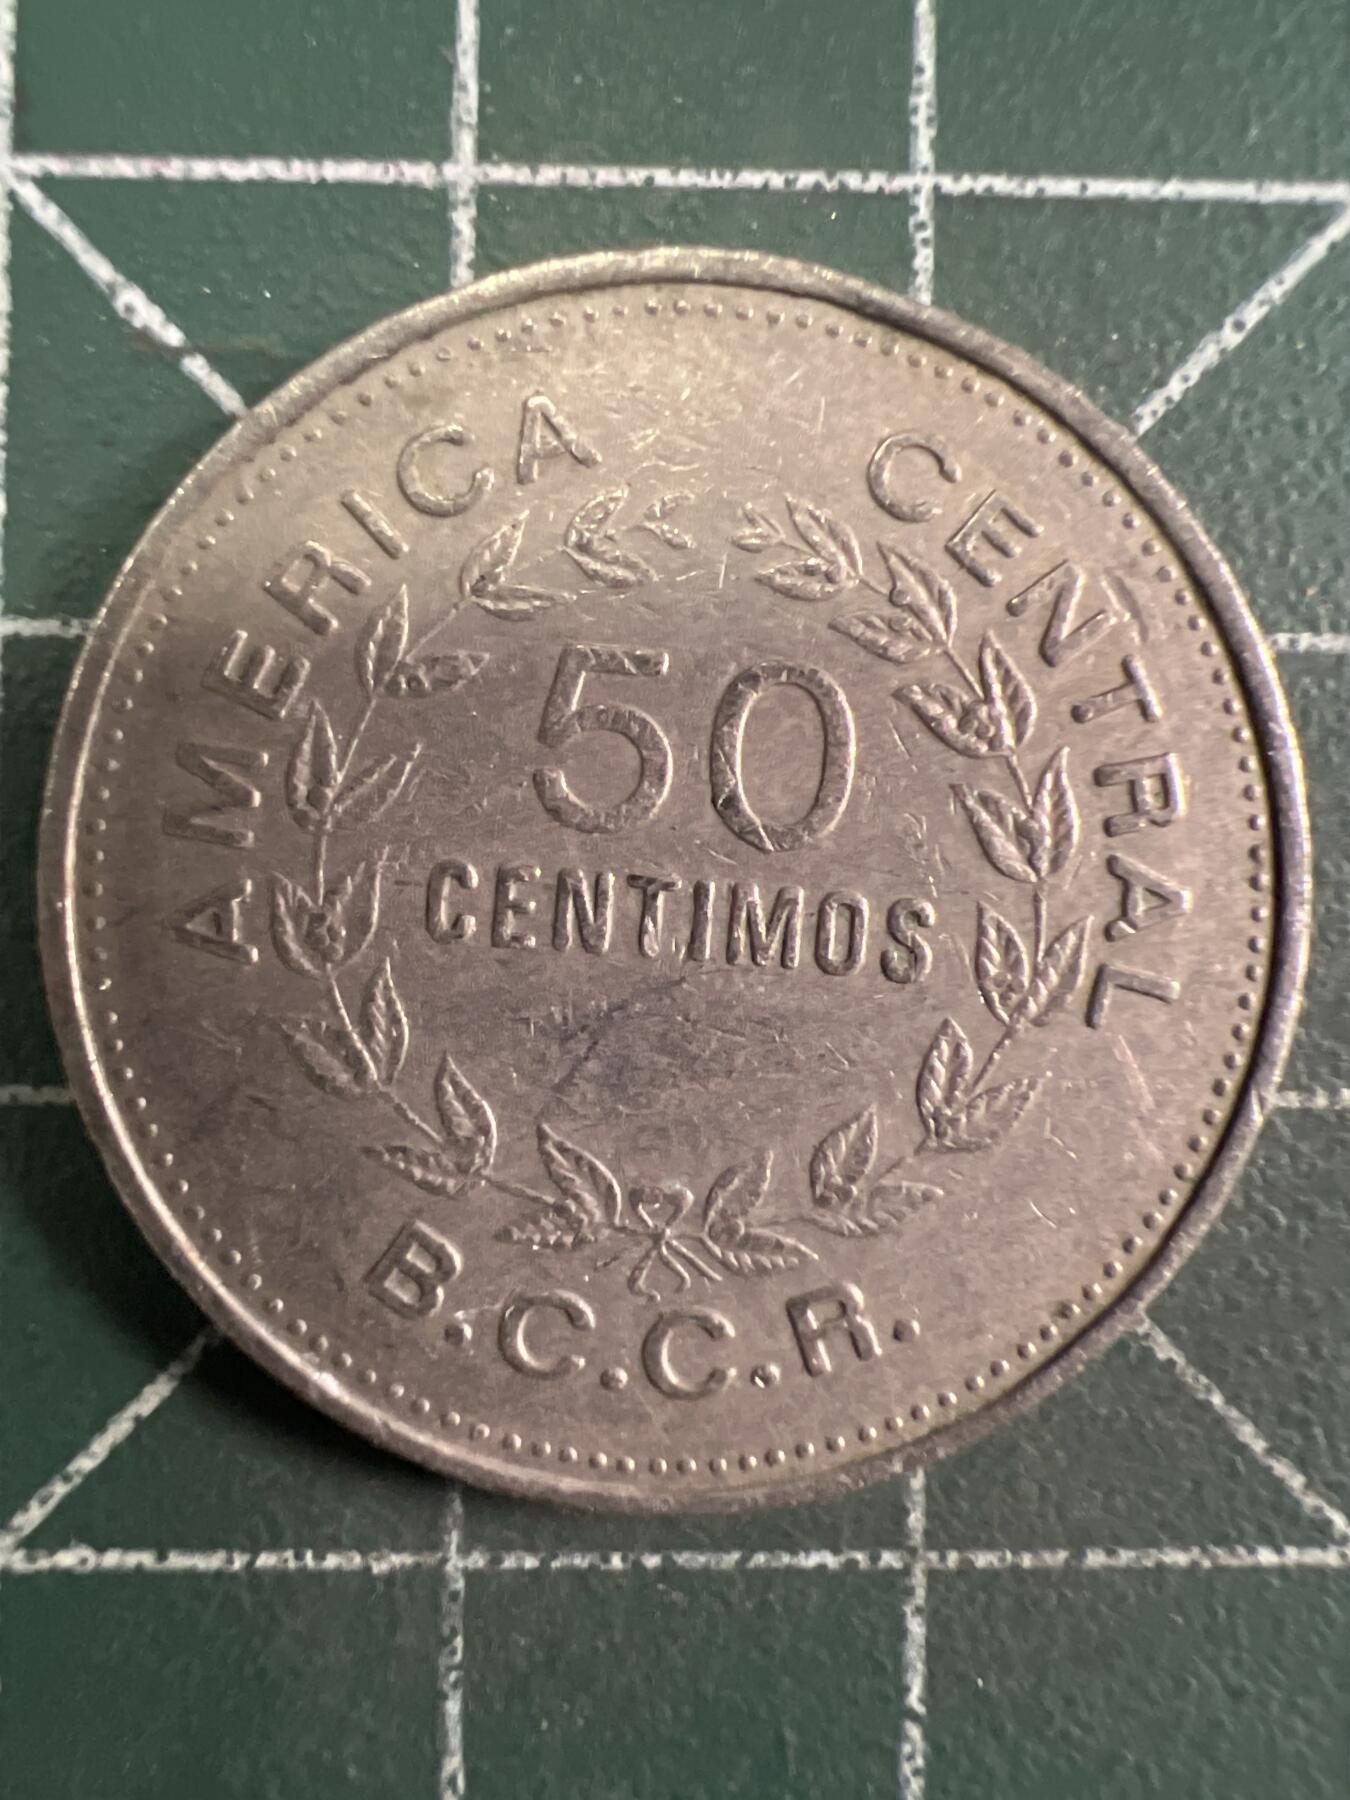 AMERICA CENTRAL
50
CENTIMOS
B.C.C.R.